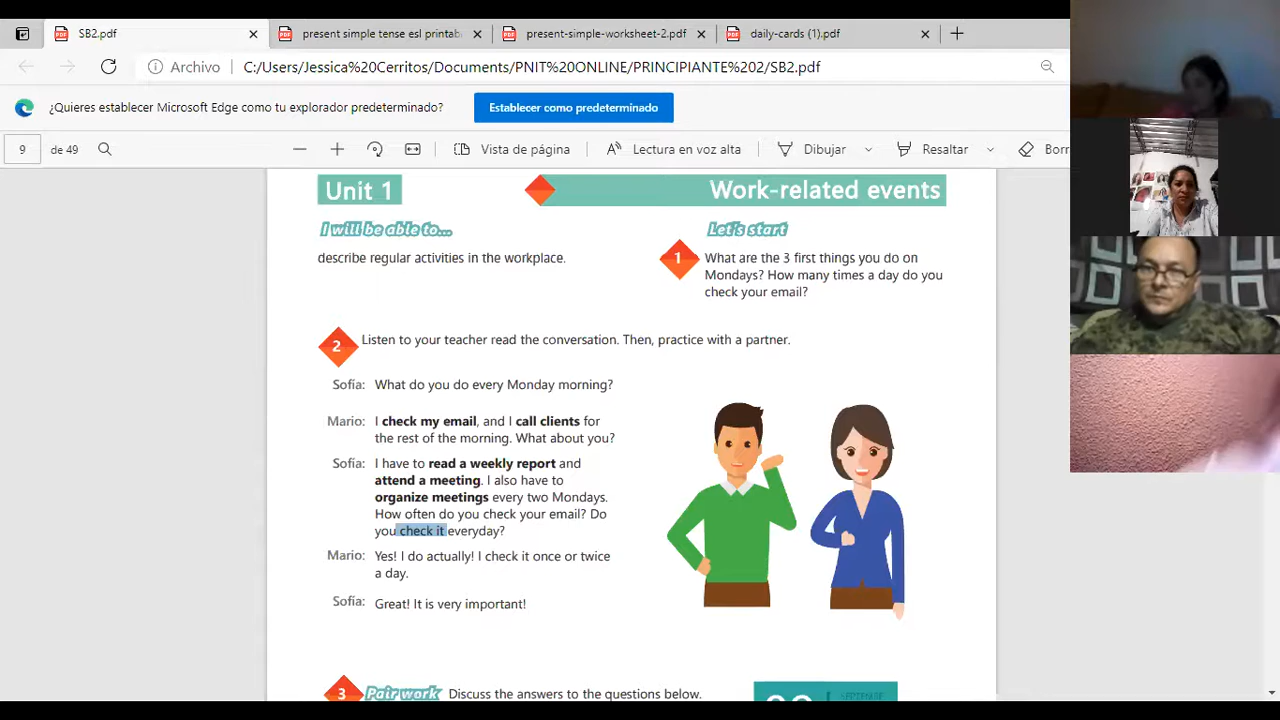 SB2.pdf
present simple tense esl printab
present-simple-worksheet-2.pdf
daily-cards (1).pdf
Archivo
C:/Users/Jessica%20Cerritos/Documents/PNIT%20ONLINE/PRINCIPIANTE%202/SB2.pdf
¿Quieres establecer Microsoft Edge como tu explorador predeterminado?
Establecer como predeterminado
9
de 49
Vista de página
Lectura en voz alta
Dibujar
Resaltar
Borr
Unit 1
Work-related events
I will be able to...
describe regular activities in the workplace.
Let's start
1
What are the 3 first things you do on
Mondays? How many times a day do you
check your email?
2
Listen to your teacher read the conversation. Then, practice with a partner.
Sofía: What do you do every Monday morning?
Mario: I check my email, and I call clients for
the rest of the morning. What about you?
Sofía: I have to read a weekly report and
attend a meeting. I also have to
organize meetings every two Mondays.
How often do you check your email? Do
you check it everyday?
Mario: Yes! I do actually! I check it once or twice
a day.
Sofía: Great! It is very important!
3
Pair work Discuss the answers to the questions below.